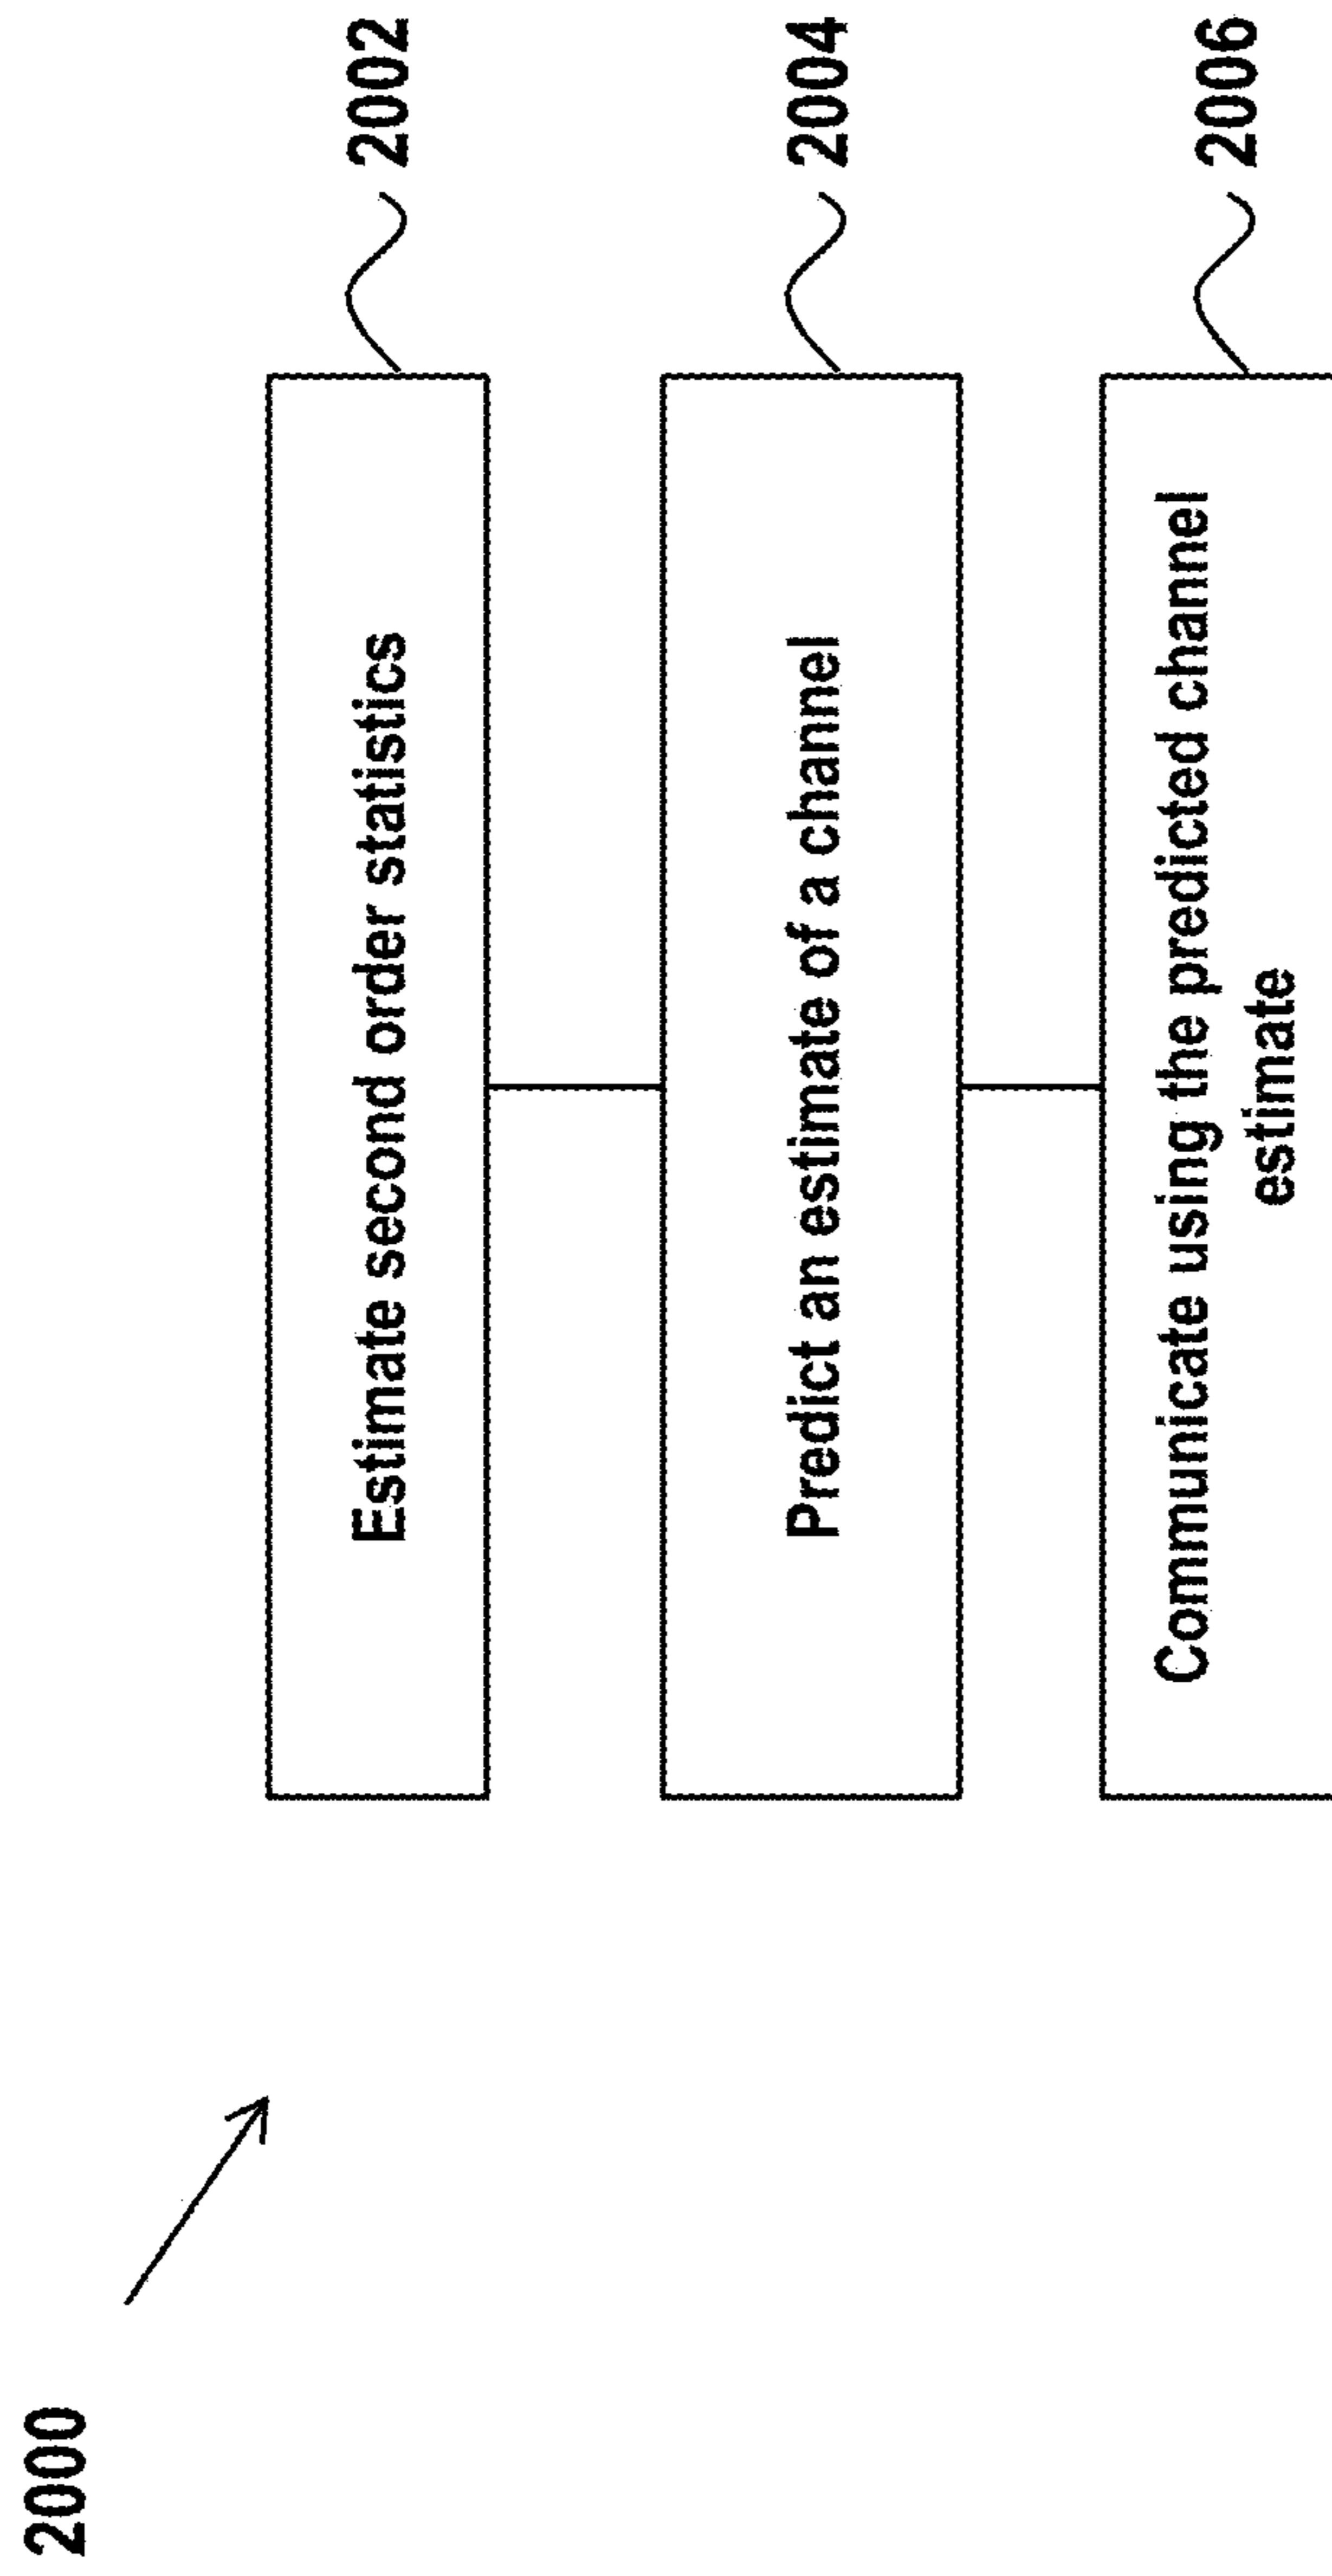 2000
Estimate second order statistics
2002
Predict an estimate of a channel
2004
Communicate using the predicted channel
estimate
2006